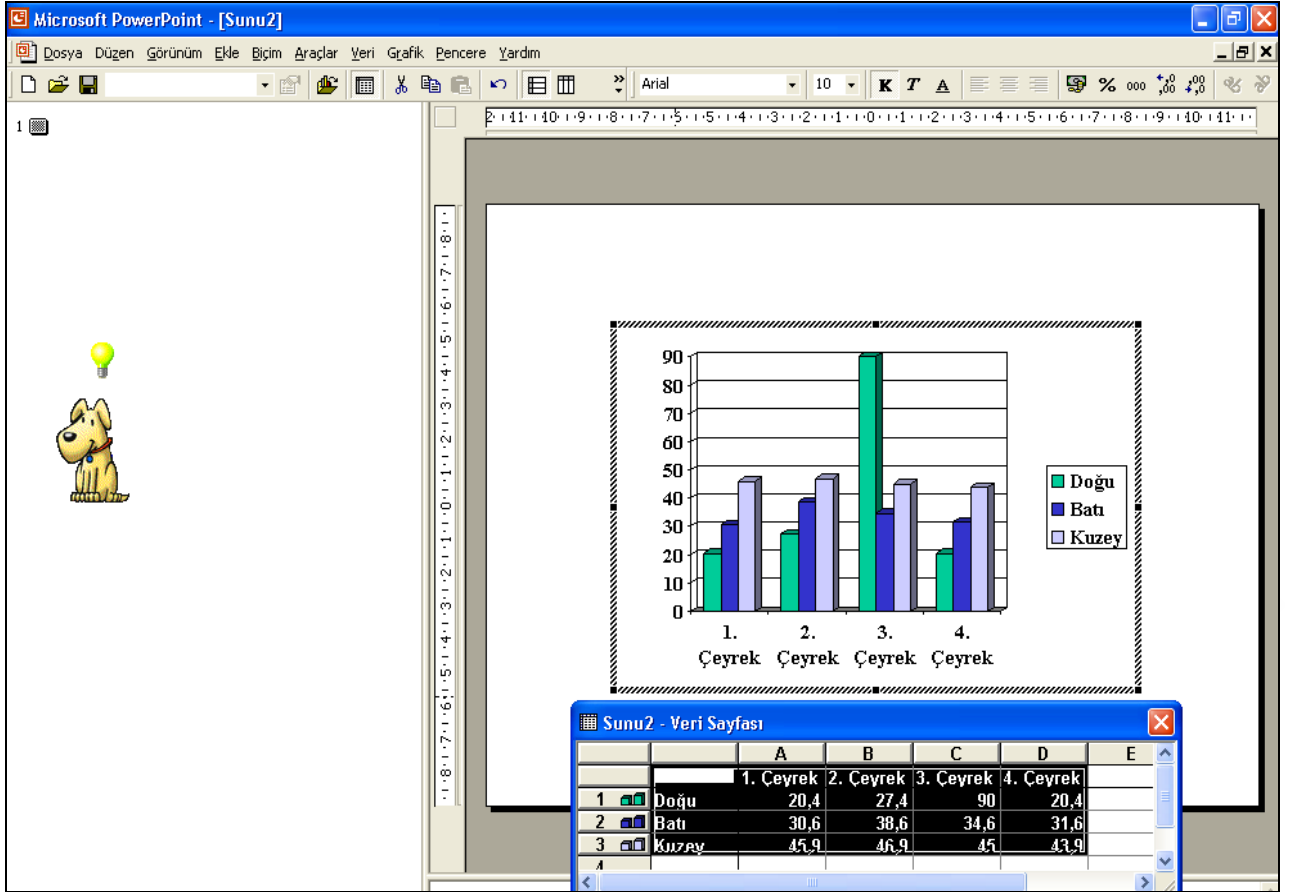 Microsoft PowerPoint - [Sunu2]
Dosya Düzen Görünüm Ekle Biçim Araçlar Veri Grafik Pencere Yardım
Arial 10 K T A % 000
1
90
80
70
60
50
40
30
20
10
0
1. Çeyrek 2. Çeyrek 3. Çeyrek 4. Çeyrek
Doğu
Batı
Kuzey
Sunu2 - Veri Sayfası
A B C D E
1. Çeyrek 2. Çeyrek 3. Çeyrek 4. Çeyrek
1 Doğu 20,4 27,4 90 20,4
2 Batı 30,6 38,6 34,6 31,6
3 Kuzey 45,9 46,9 45 43,9
4